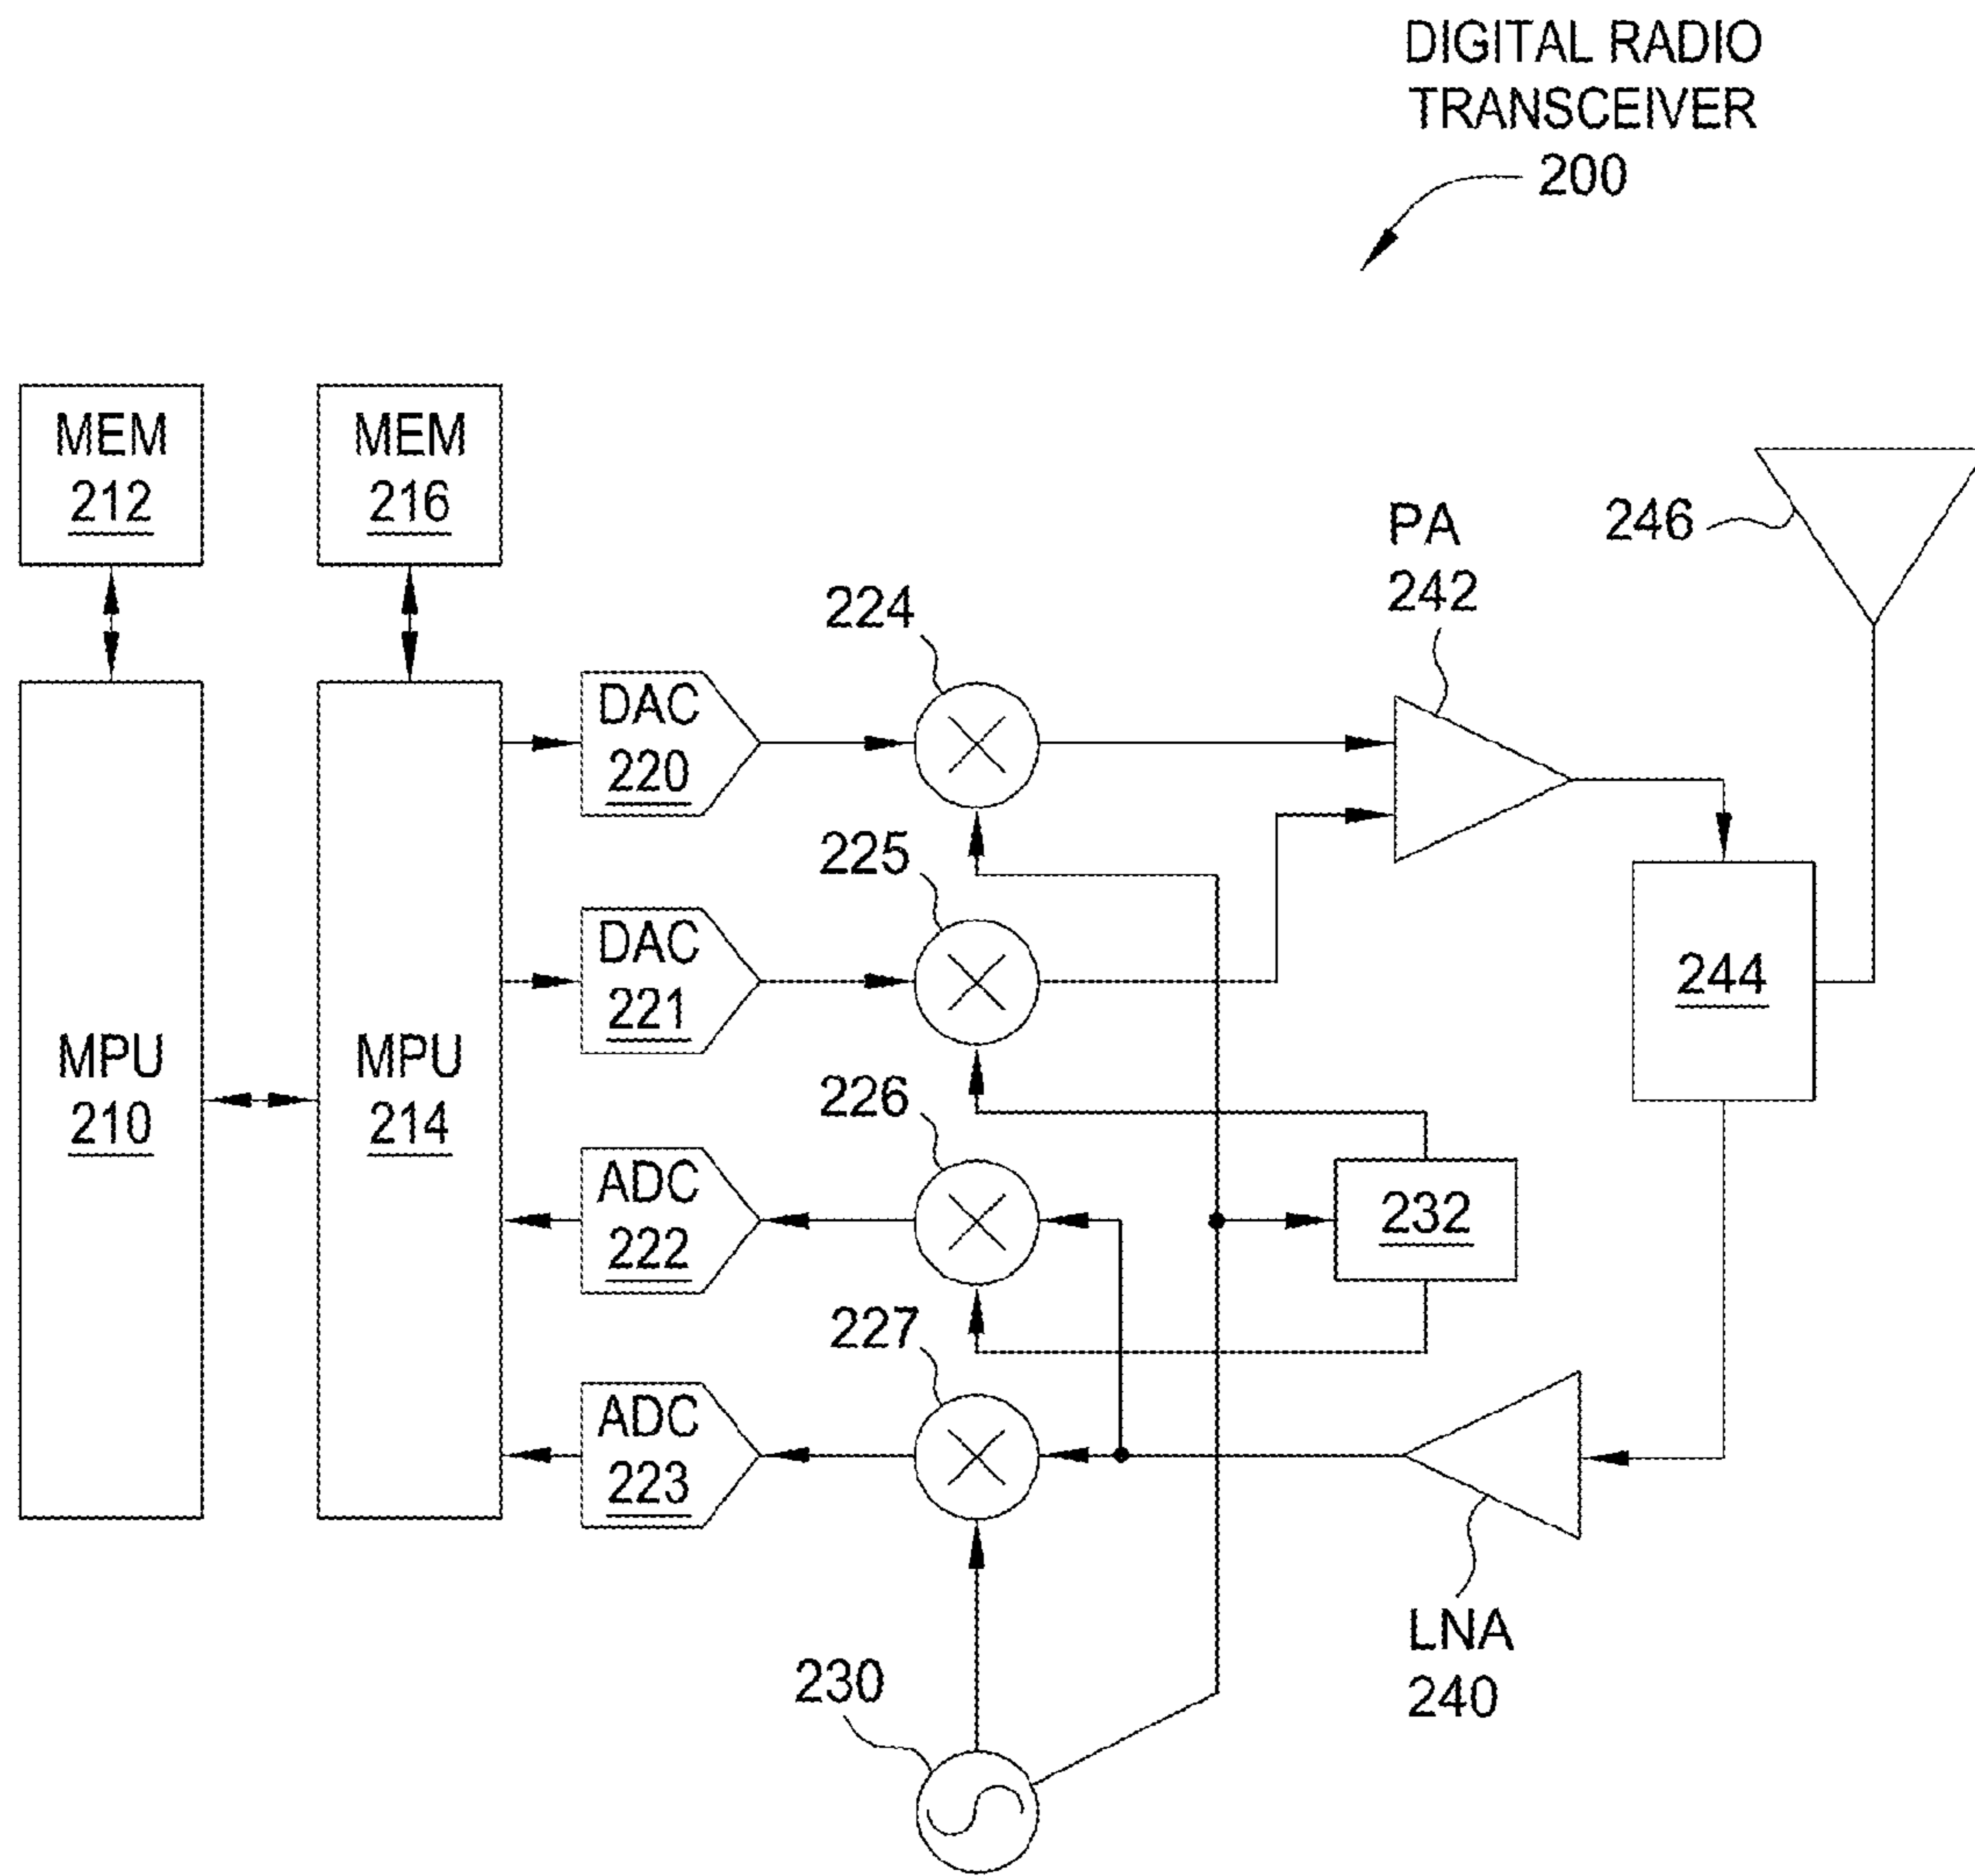 DIGITAL RADIO
TRANSCEIVER
200
MEM
212
MEM
216
PA
242
246
224
DAC
220
225
DAC
221
244
MPU
210
MPU
214
226
ADC
222
232
227
ADC
223
LNA
240
230